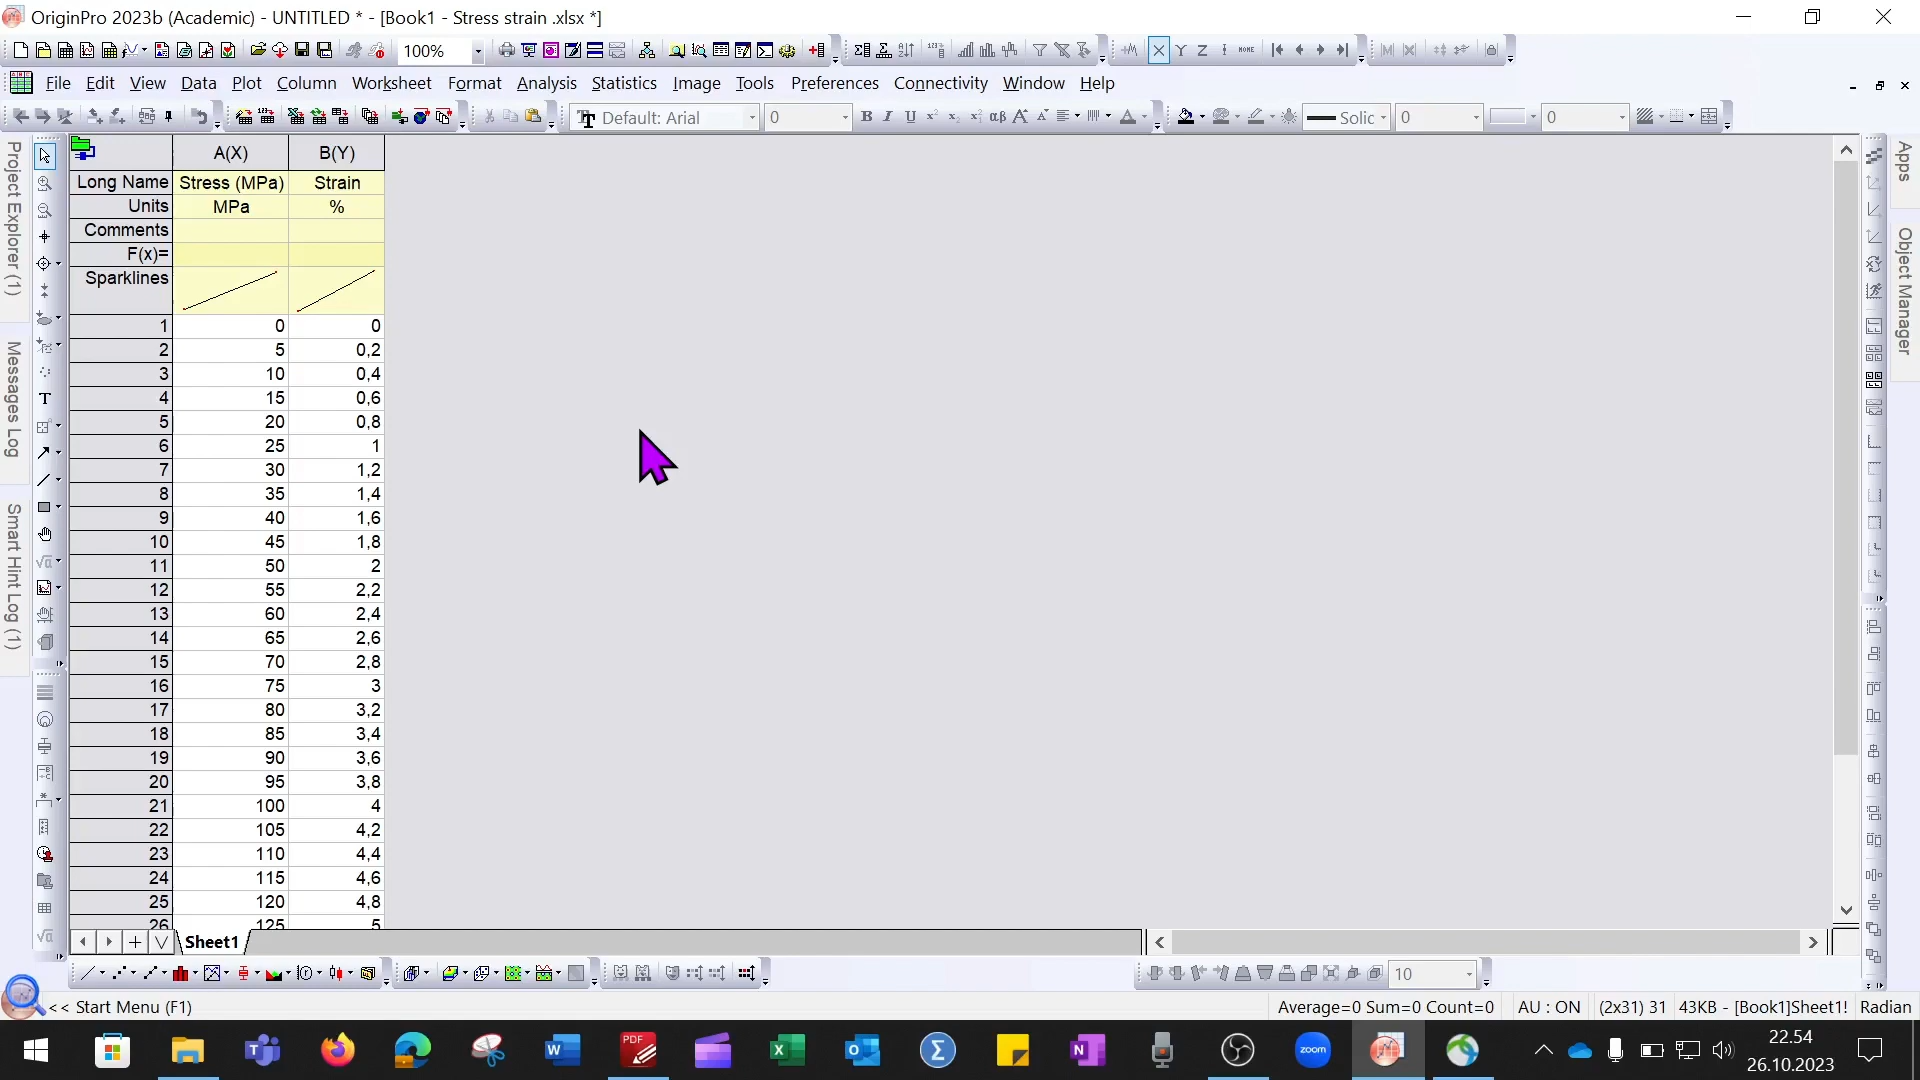 OriginPro 2023b (Academic) - UNTITLED * - [Book1 - Stress strain .xlsx *]
100%
X Y Z NONE
File Edit View Data Plot Column Worksheet Format Analysis Statistics Image Tools Preferences Connectivity Window Help
Default: Arial 0 B I U αβ A A Solic 0 0
Project Explorer (1)
Messages Log
Smart Hint Log (1)
Apps
Object Manager
A(X) B(Y)
Long Name Stress (MPa) Strain
Units MPa %
Comments
F(x)=
Sparklines
1 0 0
2 5 0,2
3 10 0,4
4 15 0,6
5 20 0,8
6 25 1
7 30 1,2
8 35 1,4
9 40 1,6
10 45 1,8
11 50 2
12 55 2,2
13 60 2,4
14 65 2,6
15 70 2,8
16 75 3
17 80 3,2
18 85 3,4
19 90 3,6
20 95 3,8
21 100 4
22 105 4,2
23 110 4,4
24 115 4,6
25 120 4,8
26 125 5
Sheet1
10
<< Start Menu (F1)
Average=0 Sum=0 Count=0 AU : ON (2x31) 31 43KB - [Book1]Sheet1! Radian
PDF
zoom
22.54
26.10.2023